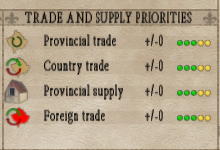 TRADE AND SUPPLY PRIORITIES
Provincial trade +/-0
Country trade +/-0
Provincial supply +/-0
Foreign trade +/-0